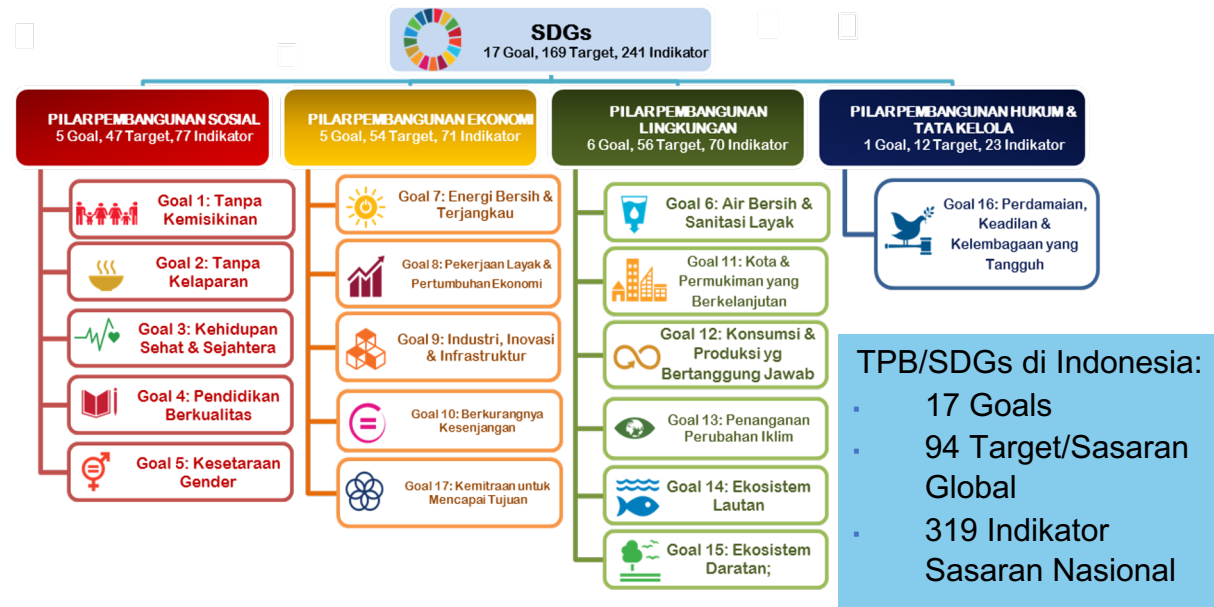 SDGs
17 Goal, 169 Target, 241 Indikator
PILAR PEMBANGUNAN SOSIAL
5 Goal, 47 Target,77 Indikator
Goal 1: Tanpa
Kemisikinan
Goal 2: Tanpa
Kelaparan
Goal 3: Kehidupan
Sehat & Sejahtera
Goal 4: Pendidikan
Berkualitas
Goal 5: Kesetaraan
Gender
PILAR PEMBANGUNAN EKONOMI
5 Goal, 54 Target, 71 Indikator
Goal 7: Energi Bersih &
Terjangkau
Goal 8: Pekerjaan Layak &
Pertumbuhan Ekonomi
Goal 9: Industri, Inovasi
& Infrastruktur
Goal 10: Berkurangnya
Kesenjangan
Goal 17: Kemitraan untuk
Mencapai Tujuan
PILAR PEMBANGUNAN
LINGKUNGAN
6 Goal, 56 Target, 70 Indikator
Goal 6: Air Bersih &
Sanitasi Layak
Goal 11: Kota &
Permukiman yang
Berkelanjutan
Goal 12: Konsumsi &
Produksi yg
Bertanggung Jawab
Goal 13: Penanganan
Perubahan Iklim
Goal 14: Ekosistem
Lautan
Goal 15: Ekosistem
Daratan;
PILAR PEMBANGUNAN HUKUM &
TATA KELOLA
1 Goal, 12 Target, 23 Indikator
Goal 16: Perdamaian,
Keadilan &
Kelembagaan yang
Tangguh
TPB/SDGs di Indonesia:
17 Goals
94 Target/Sasaran
Global
319 Indikator
Sasaran Nasional